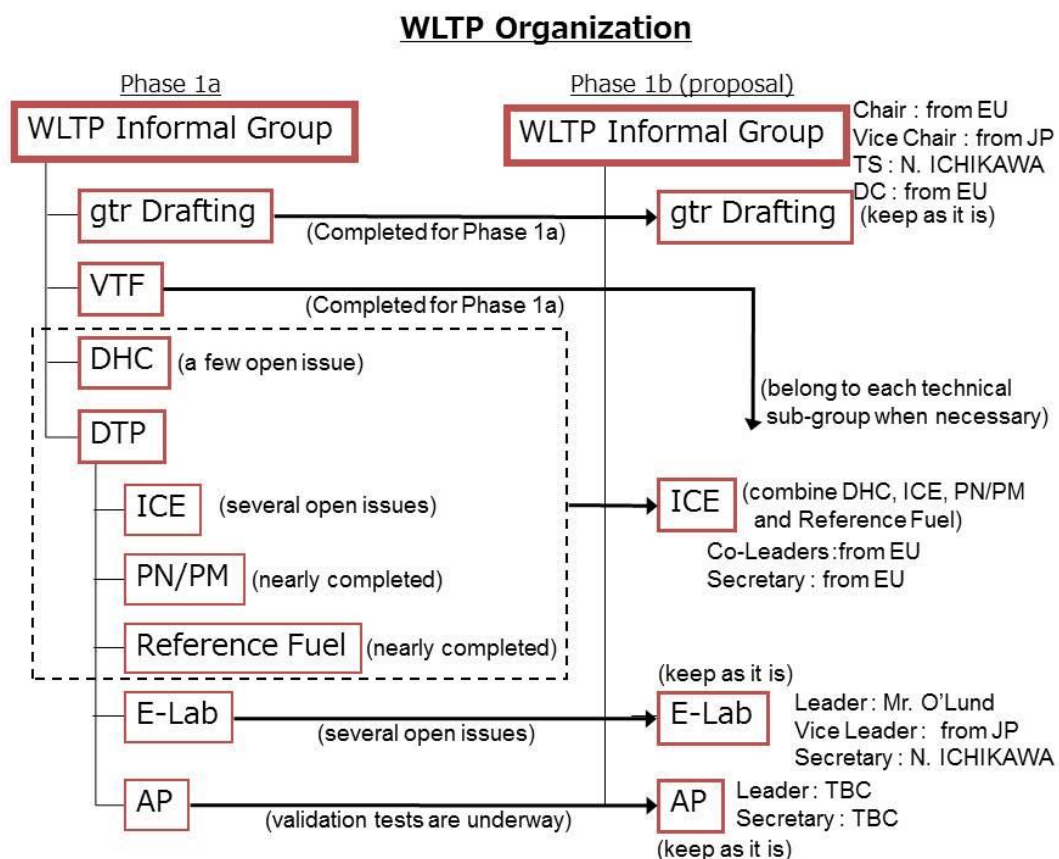 WLTP Organization
Phase 1a
Phase 1b (proposal)
WLTP Informal Group
WLTP Informal Group
Chair : from EU
Vice Chair : from JP
TS : N. ICHIKAWA
DC : from EU
gtr Drafting
(Completed for Phase 1a)
gtr Drafting
(keep as it is)
VTF
(Completed for Phase 1a)
DHC
(a few open issue)
(belong to each technical
sub-group when necessary)
DTP
ICE
(several open issues)
ICE
(combine DHC, ICE, PN/PM
and Reference Fuel)
Co-Leaders :from EU
Secretary : from EU
PN/PM
(nearly completed)
Reference Fuel
(nearly completed)
(keep as it is)
E-Lab
(several open issues)
E-Lab
Leader : Mr. O'Lund
Vice Leader : from JP
Secretary : N. ICHIKAWA
AP
(validation tests are underway)
AP
Leader : TBC
Secretary : TBC
(keep as it is)